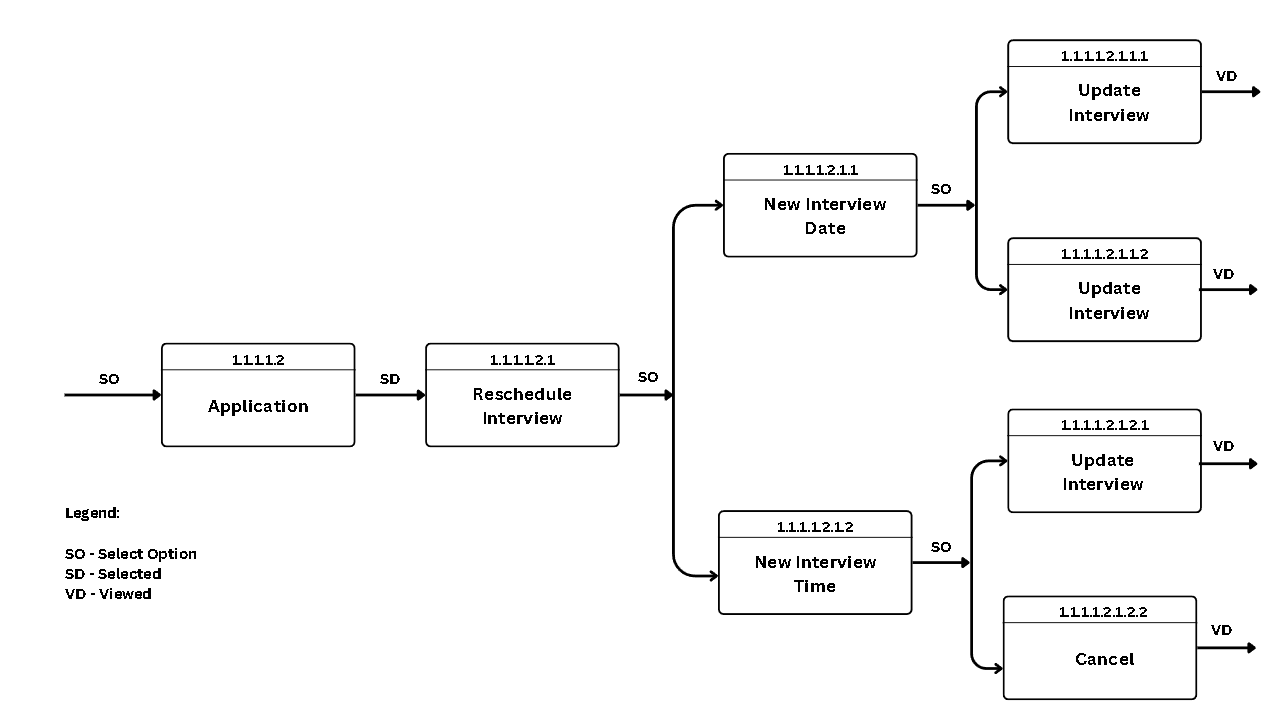 1.1.1.1.2.1.1.1
Update
Interview
VD
1.1.1.1.2.1.1
New Interview
Date
SO
1.1.1.1.2.1.1.2
Update
Interview
VD
SO
1.1.1.1.2
Application
SD
1.1.1.1.2.1
Reschedule
Interview
SO
1.1.1.1.2.1.2.1
Update
Interview
VD
1.1.1.1.2.1.2
New Interview
Time
SO
1.1.1.1.2.1.2.2
Cancel
VD
Legend:
SO - Select Option
SD - Selected
VD - Viewed